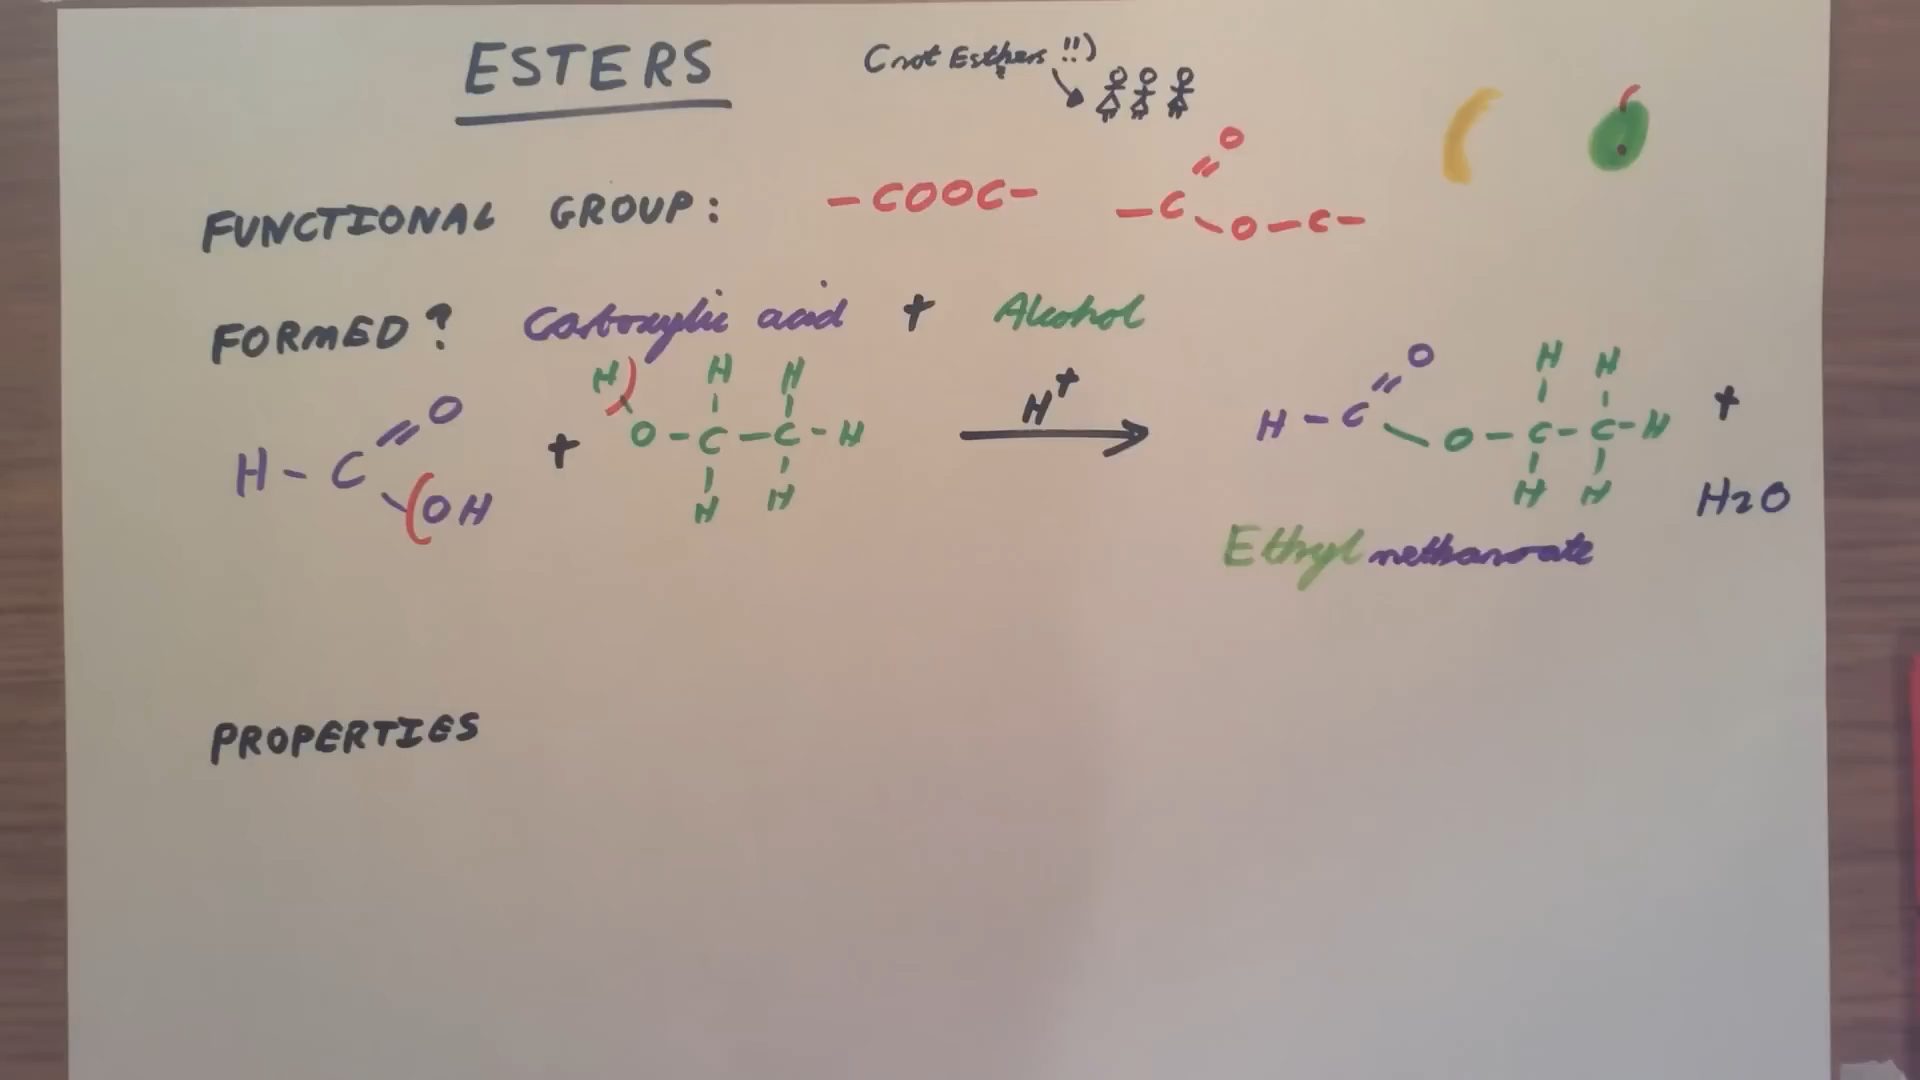 ESTERS (not Esthers !!)
FUNCTIONAL GROUP: -COOC- -C=O-O-C-
FORMED? Carboxylic acid + Alcohol
H-C=O(OH + H)O-C-C-H H H H H H⁺ → H-C=O-O-C-C-H H H H H + H2O
Ethyl methanoate
PROPERTIES